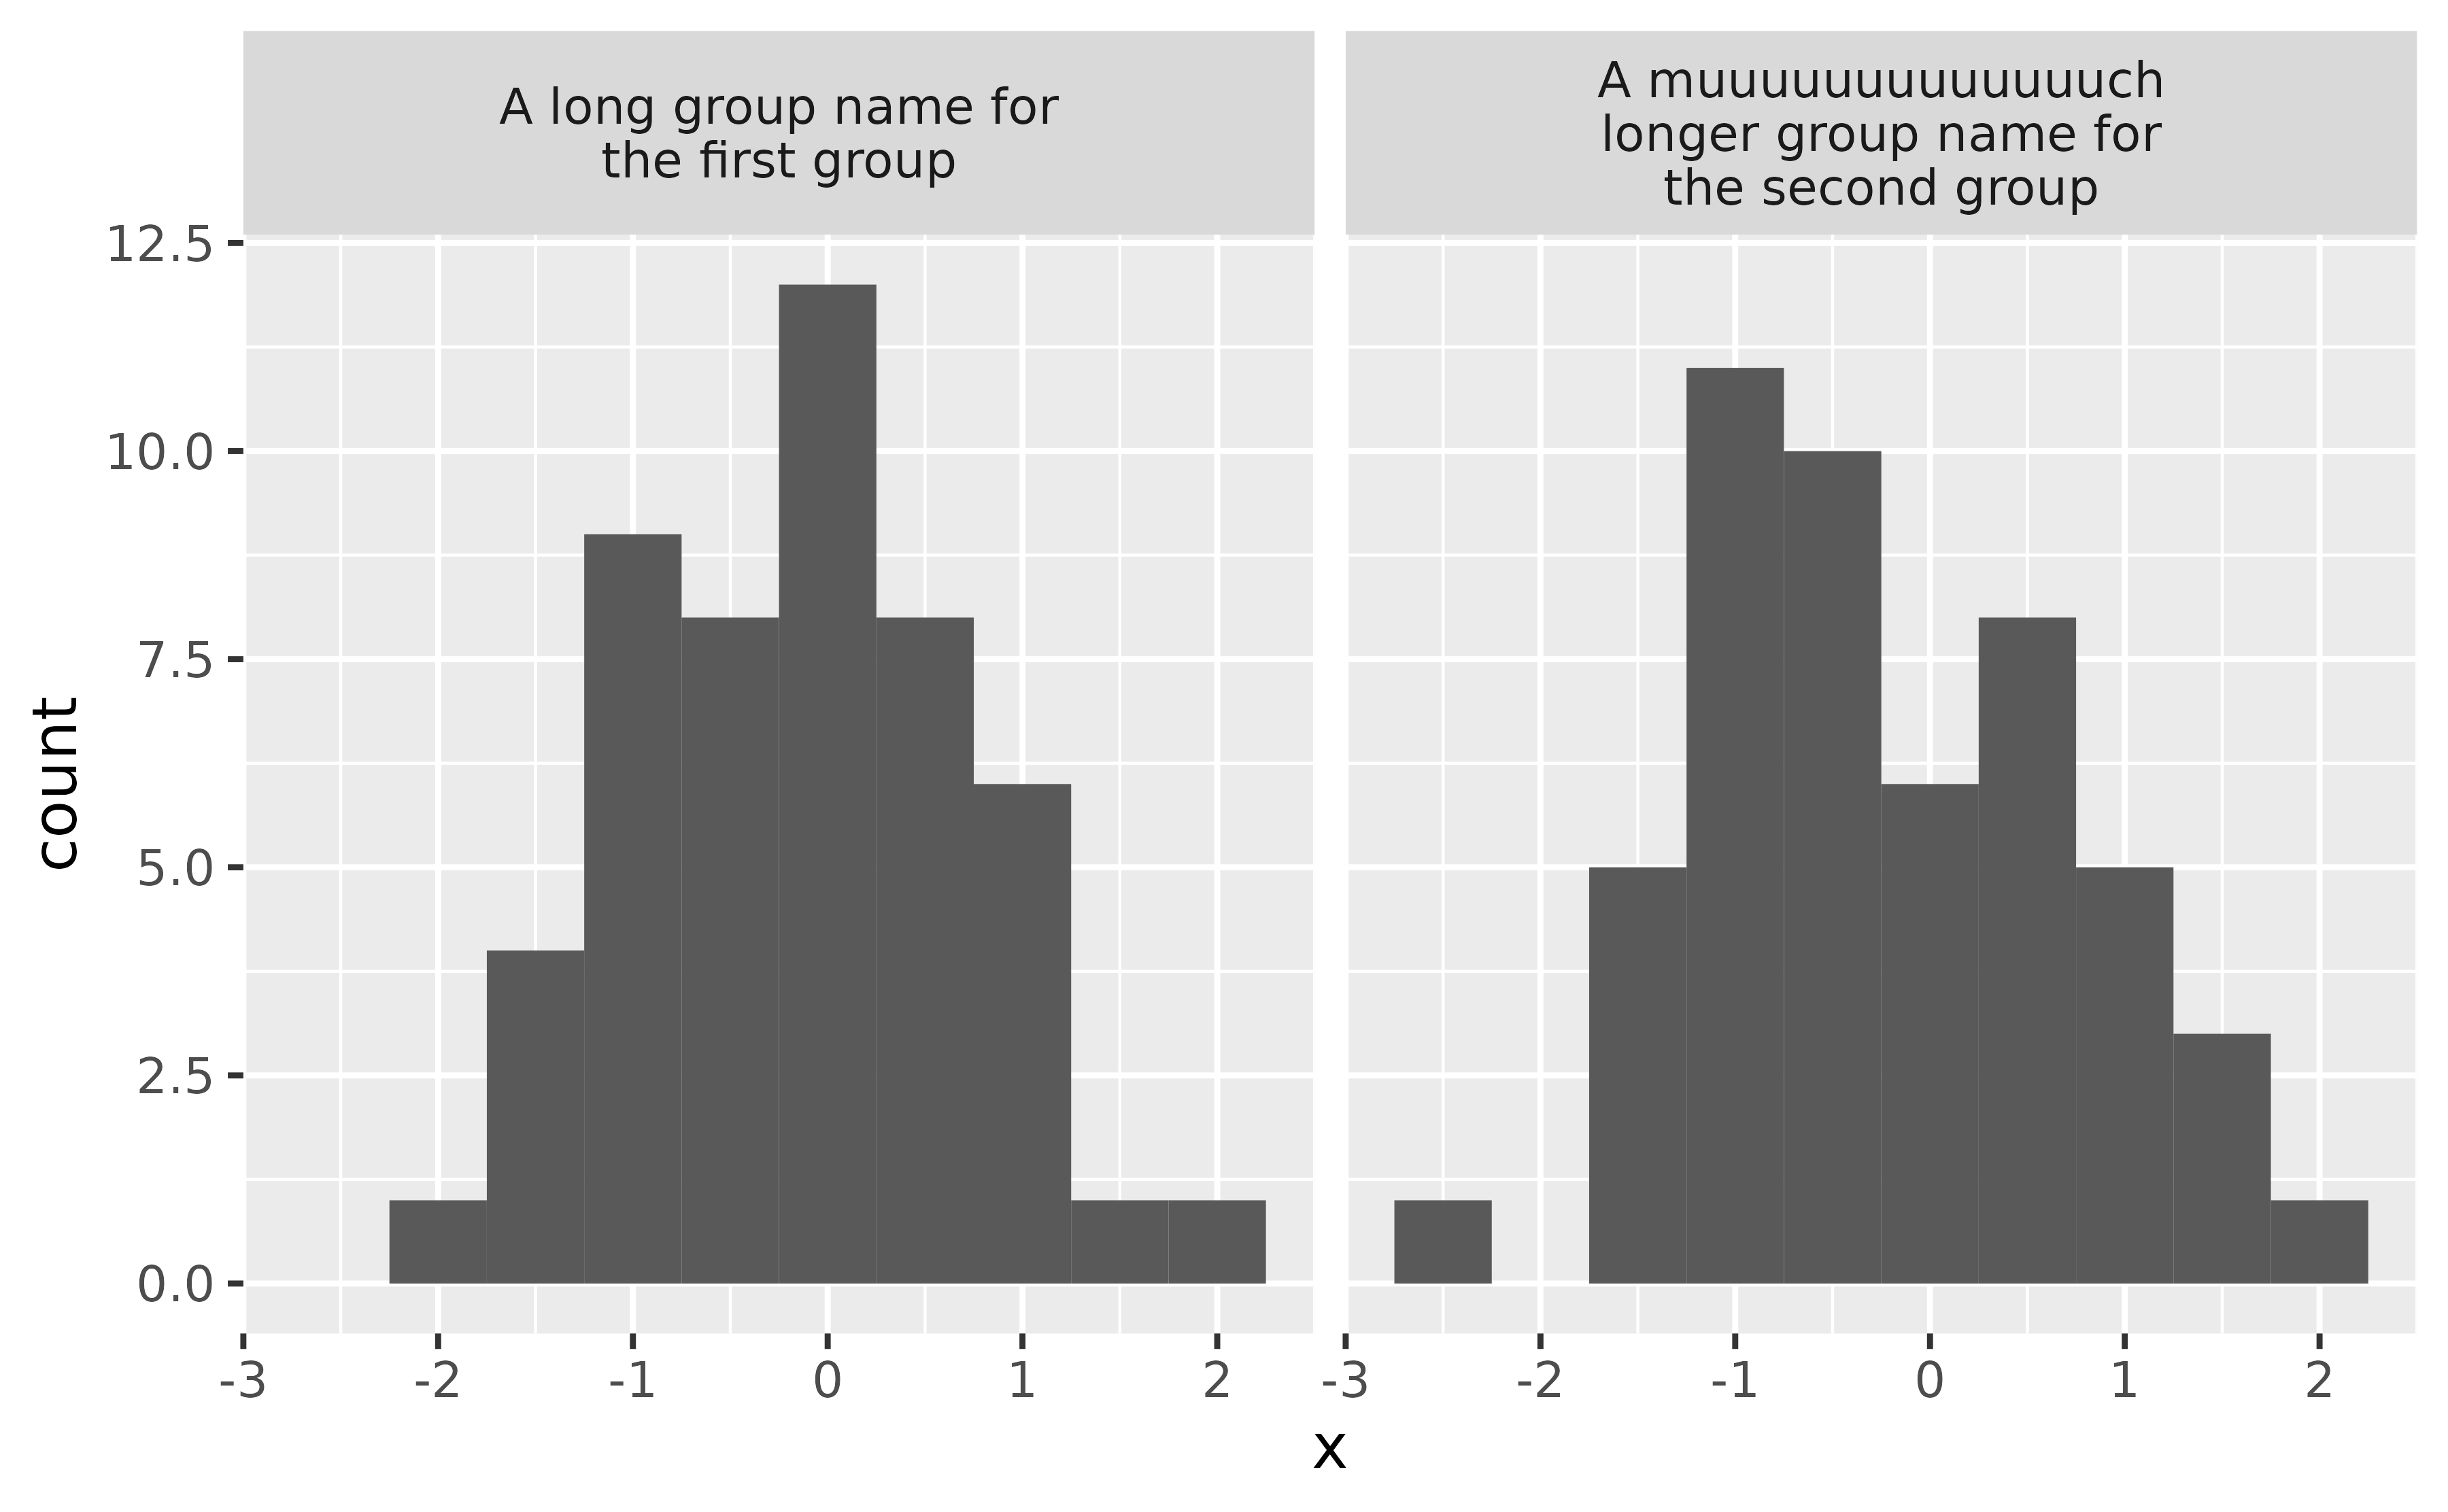 A long group name for
the first group
A muuuuuuuuuuuuuch
longer group name for
the second group
12.5
10.0
7.5
5.0
2.5
0.0
count
-3 -2 -1 0 1 2 -3 -2 -1 0 1 2
x